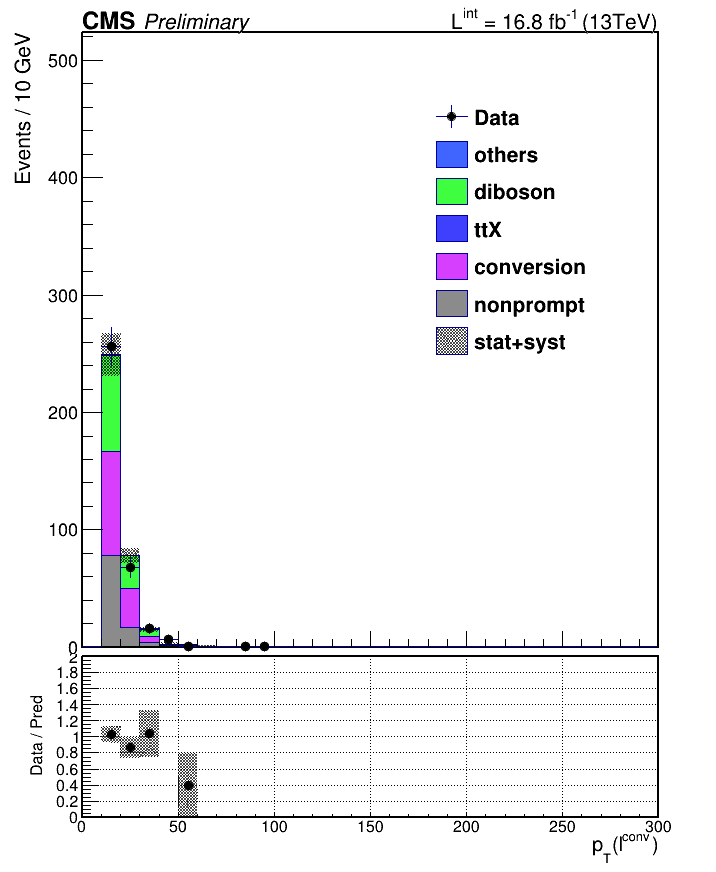 CMS Preliminary L^int = 16.8 fb^-1 (13TeV)
Events / 10 GeV
500
400
300
200
100
0
Data
others
diboson
ttX
conversion
nonprompt
stat+syst
Data / Pred
2
1.8
1.6
1.4
1.2
1
0.8
0.6
0.4
0.2
0
0 50 100 150 200 250 300
p_T(l^conv)